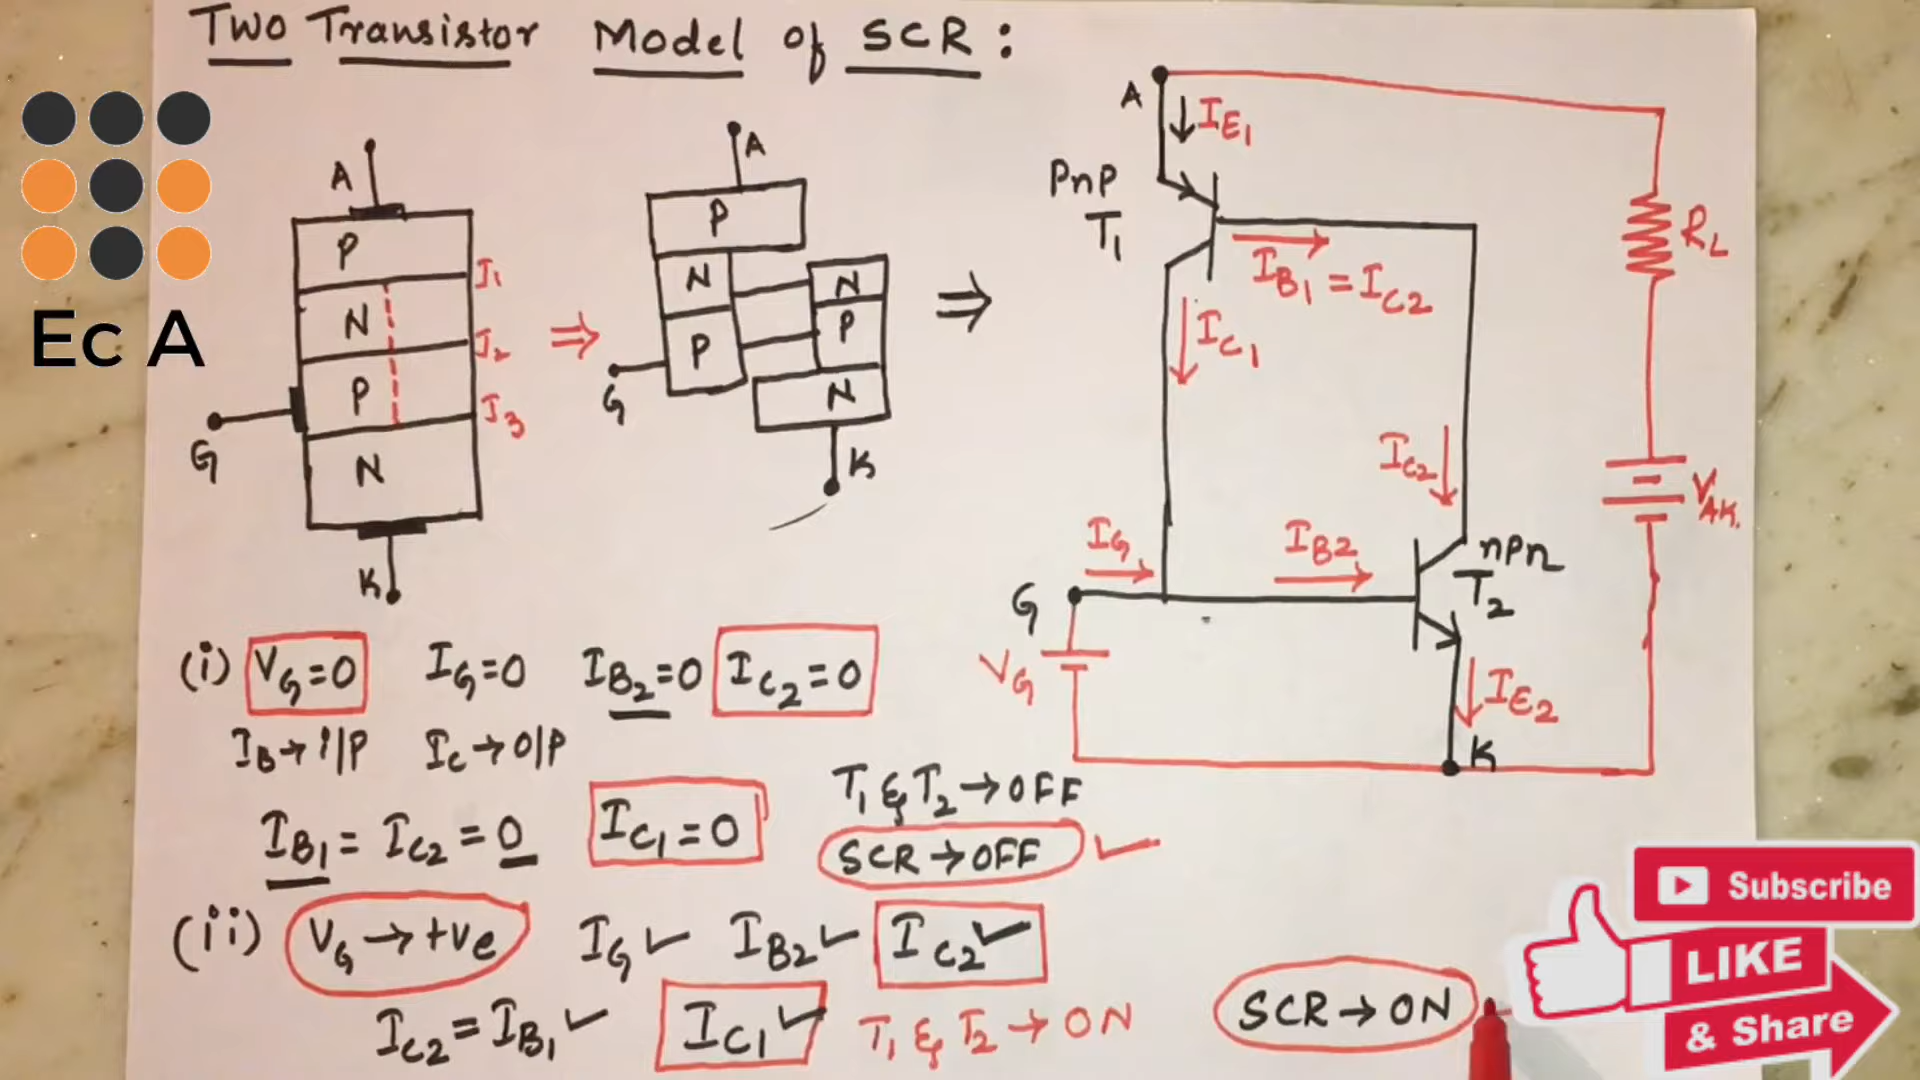 Two Transistor Model of SCR :
Ec A
A
P
N
P
N
J1
J2
J3
G
K
⇒
A
P
N
P
N
P
N
G
K
⇒
A
IE1
PnP
T1
IB1 = IC2
IC1
IC2
IG
IB2
G
nPn
T2
VG
IE2
K
RL
VAK.
(i) VG=0 IG=0 IB2=0 IC2=0
IB→i|P IC→O|P
IB1 = IC2 = 0 IC1=0
T1 & T2→OFF
SCR→OFF ✓
(ii) VG→+ve IG✓ IB2✓ IC2✓
IC2=IB1✓ IC1✓ T1 & T2→ON SCR→ON
Subscribe
LIKE
& Share